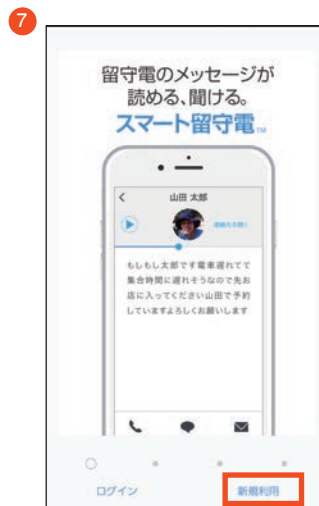 7
留守電のメッセージが
読める、聞ける。
スマート留守電™
山田 太郎
もしもし太郎です電車遅れてて
集合時間に遅れそうなので先お
店に入ってください山田で予約
していますよろしくお願いします
ログイン
新規利用